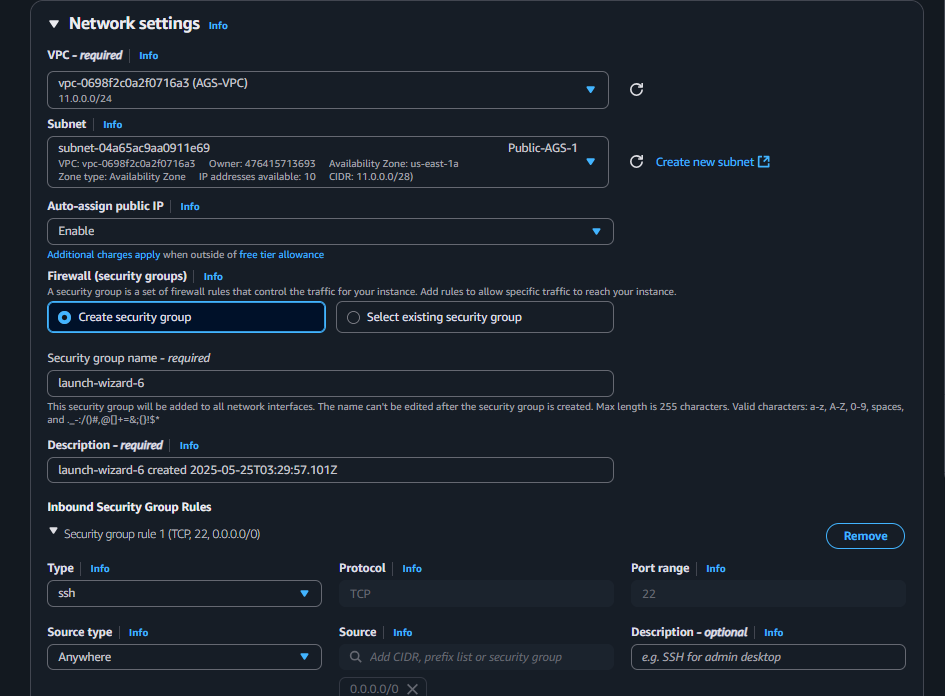 Network settings Info
VPC - required Info
vpc-0698f2c0a2f0716a3 (AGS-VPC)
11.0.0.0/24
Subnet Info
subnet-04a65ac9aa0911e69 Public-AGS-1
VPC: vpc-0698f2c0a2f0716a3 Owner: 476415713693 Availability Zone: us-east-1a
Zone type: Availability Zone IP addresses available: 10 CIDR: 11.0.0.0/28)
Create new subnet
Auto-assign public IP Info
Enable
Additional charges apply when outside of free tier allowance
Firewall (security groups) Info
A security group is a set of firewall rules that control the traffic for your instance. Add rules to allow specific traffic to reach your instance.
Create security group Select existing security group
Security group name - required
launch-wizard-6
This security group will be added to all network interfaces. The name can't be edited after the security group is created. Max length is 255 characters. Valid characters: a-z, A-Z, 0-9, spaces,
and ._-:/()#,@[]+=&;{}!$*
Description - required Info
launch-wizard-6 created 2025-05-25T03:29:57.101Z
Inbound Security Group Rules
Security group rule 1 (TCP, 22, 0.0.0.0/0) Remove
Type Info Protocol Info Port range Info
ssh TCP 22
Source type Info Source Info Description - optional Info
Anywhere Add CIDR, prefix list or security group e.g. SSH for admin desktop
0.0.0.0/0